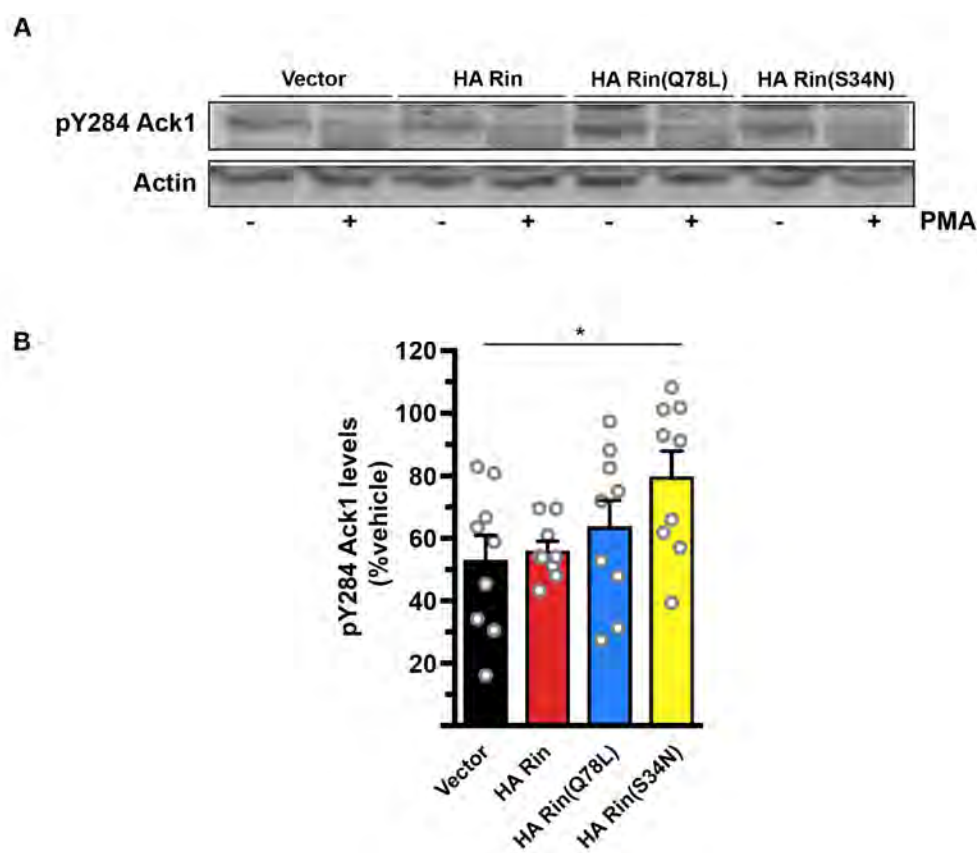 A
Vector HA Rin HA Rin(Q78L) HA Rin(S34N)
pY284 Ack1
Actin
- + - + - + - + PMA
B
*
120
100
80
60
40
20
pY284 Ack1 levels
(%vehicle)
Vector
HA Rin
HA Rin(Q78L)
HA Rin(S34N)